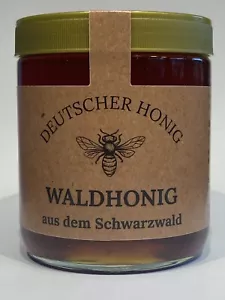 DEUTSCHER HONIG
WALDHONIG
aus dem Schwarzwald